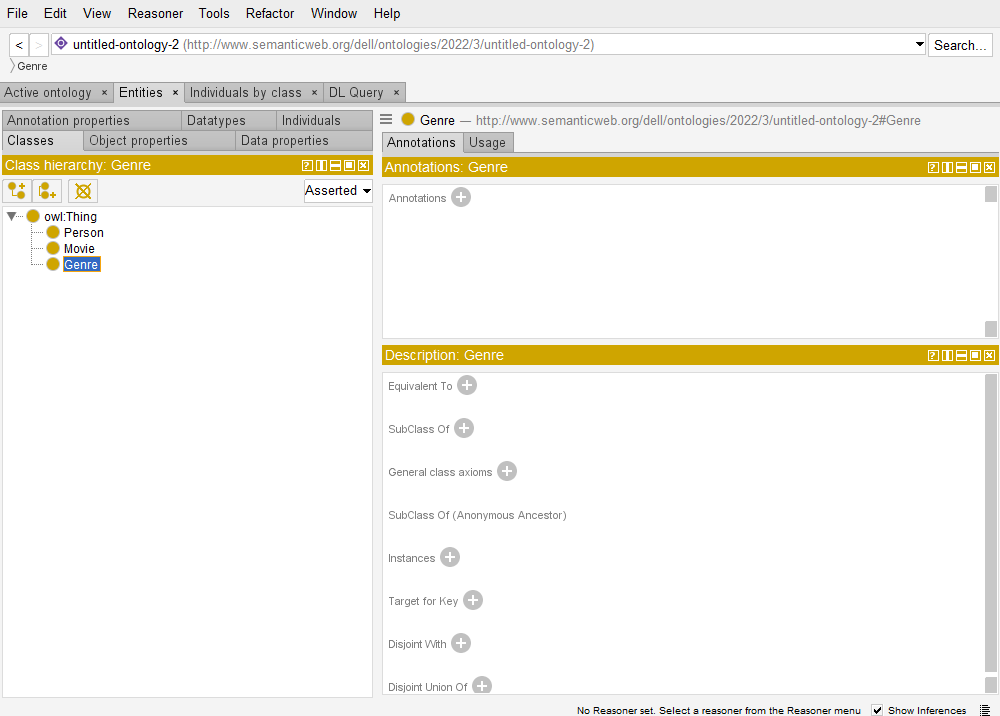 File Edit View Reasoner Tools Refactor Window Help
< > untitled-ontology-2 (http://www.semanticweb.org/dell/ontologies/2022/3/untitled-ontology-2) Search...
Genre
Active ontology × Entities × Individuals by class × DL Query ×
Annotation properties Datatypes Individuals
Classes Object properties Data properties
Class hierarchy: Genre
Asserted
owl:Thing
Person
Movie
Genre
Genre — http://www.semanticweb.org/dell/ontologies/2022/3/untitled-ontology-2#Genre
Annotations Usage
Annotations: Genre
Annotations
Description: Genre
Equivalent To
SubClass Of
General class axioms
SubClass Of (Anonymous Ancestor)
Instances
Target for Key
Disjoint With
Disjoint Union Of
No Reasoner set. Select a reasoner from the Reasoner menu Show Inferences